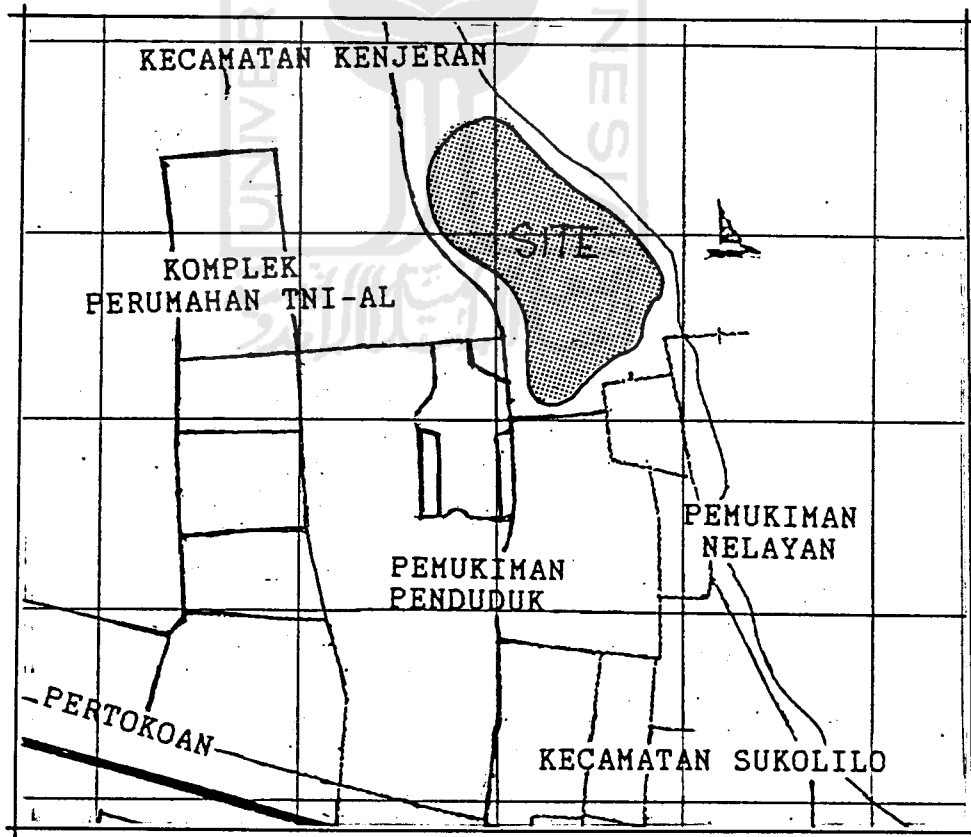 KECAMATAN KENJERAN
SITE
KOMPLEK
PERUMAHAN TNI-AL
PEMUKIMAN
NELAYAN
PEMUKIMAN
PENDUDUK
PERTOKOAN
KECAMATAN SUKOLILO